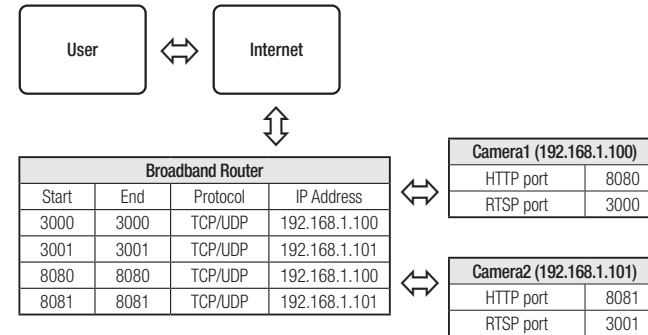 User
Internet
Broadband Router
Start End Protocol IP Address
3000 3000 TCP/UDP 192.168.1.100
3001 3001 TCP/UDP 192.168.1.101
8080 8080 TCP/UDP 192.168.1.100
8081 8081 TCP/UDP 192.168.1.101
Camera1 (192.168.1.100)
HTTP port 8080
RTSP port 3000
Camera2 (192.168.1.101)
HTTP port 8081
RTSP port 3001